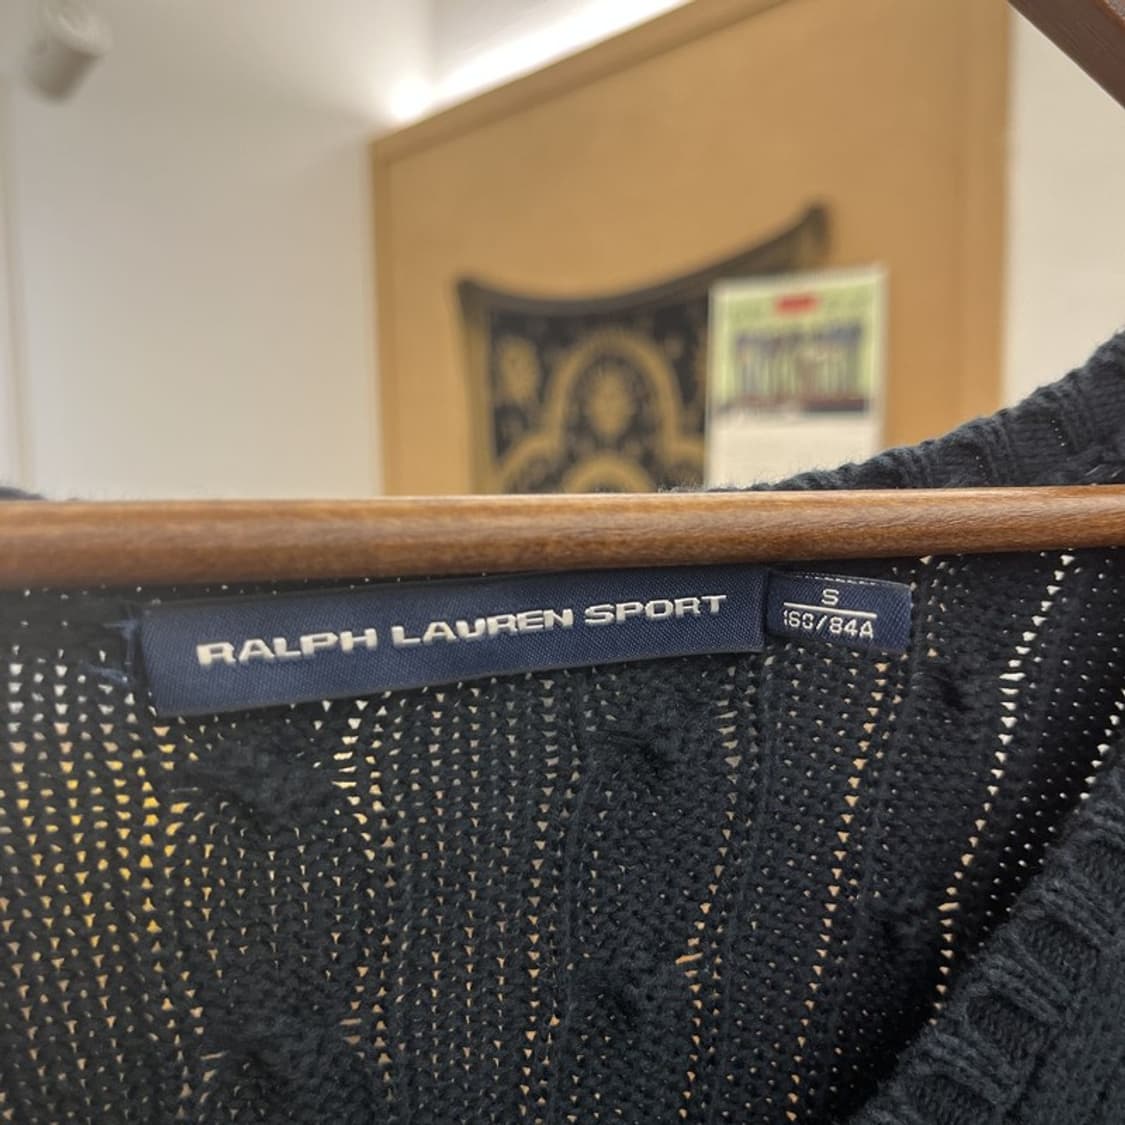 RALPH LAUREN SPORT
S
160/84A